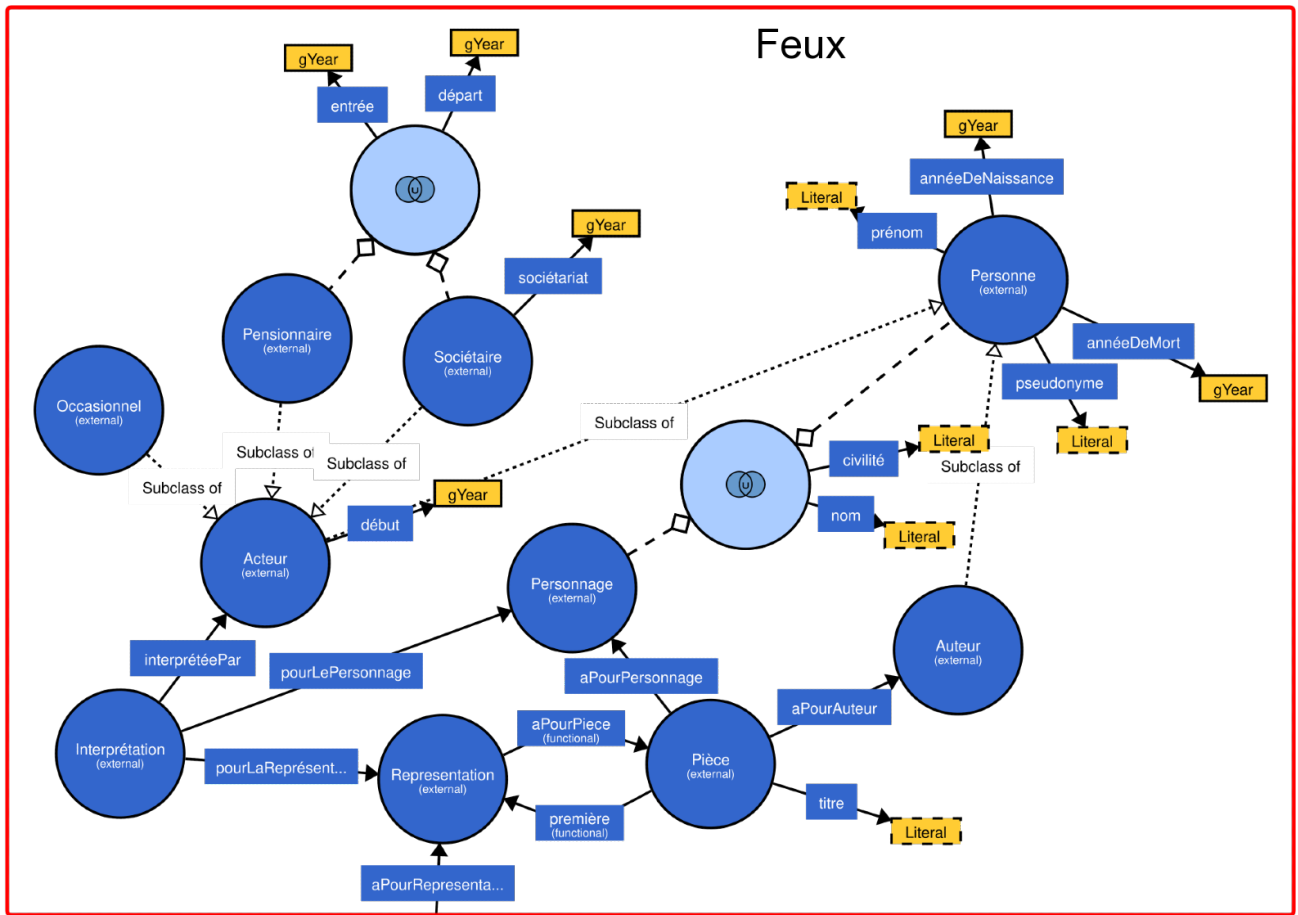 Feux
gYear
gYear
entrée
départ
gYear
annéeDeNaissance
Literal
prénom
gYear
sociétariat
Personne
(external)
Pensionnaire
(external)
Sociétaire
(external)
annéeDeMort
pseudonyme
gYear
Occasionnel
(external)
Subclass of
Literal
Literal
Subclass of
Subclass of
Subclass of
civilité
Subclass of
gYear
début
nom
Literal
Acteur
(external)
Personnage
(external)
Auteur
(external)
interprétéePar
pourLePersonnage
aPourPersonnage
aPourAuteur
aPourPiece
(functional)
Interprétation
(external)
pourLaReprésent...
Representation
(external)
Pièce
(external)
titre
première
(functional)
Literal
aPourRepresenta...